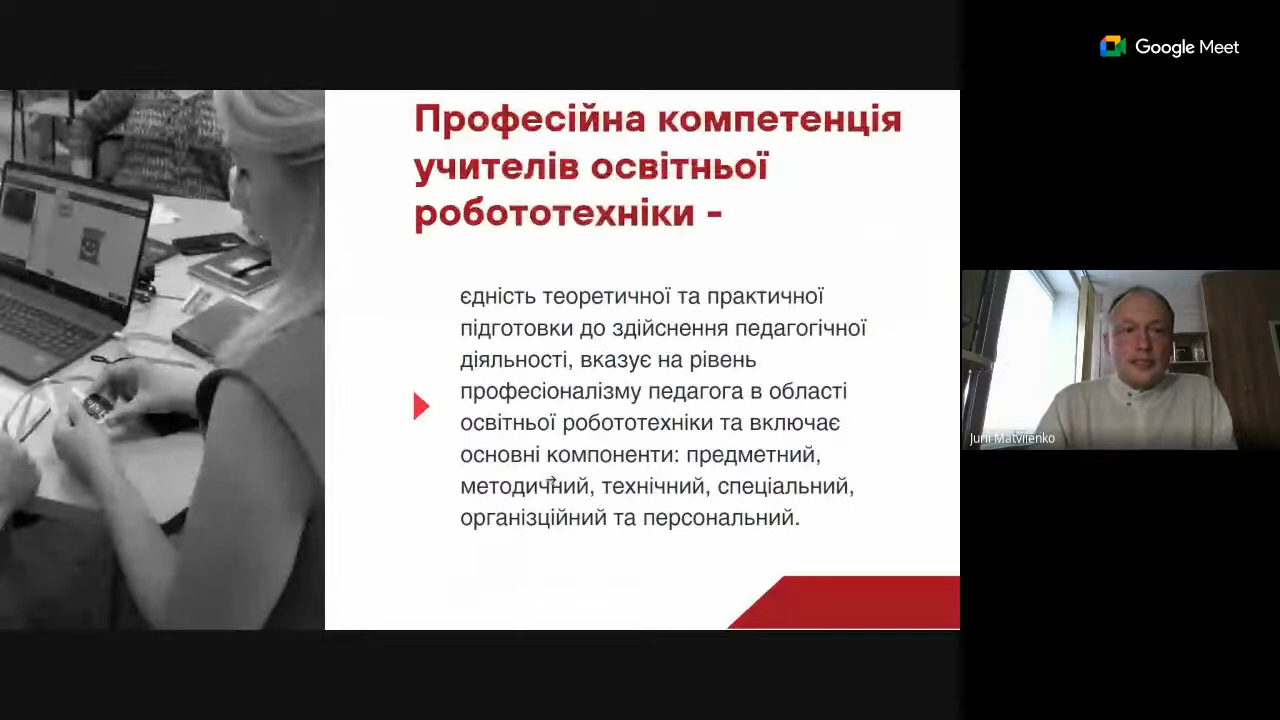 Google Meet
Професійна компетенція
учителів освітньої
робототехніки -
єдність теоретичної та практичної
підготовки до здійснення педагогічної
діяльності, вказує на рівень
професіоналізму педагога в області
освітньої робототехніки та включає
основні компоненти: предметний,
методичний, технічний, спеціальний,
організційний та персональний.
Jurii Matviienko